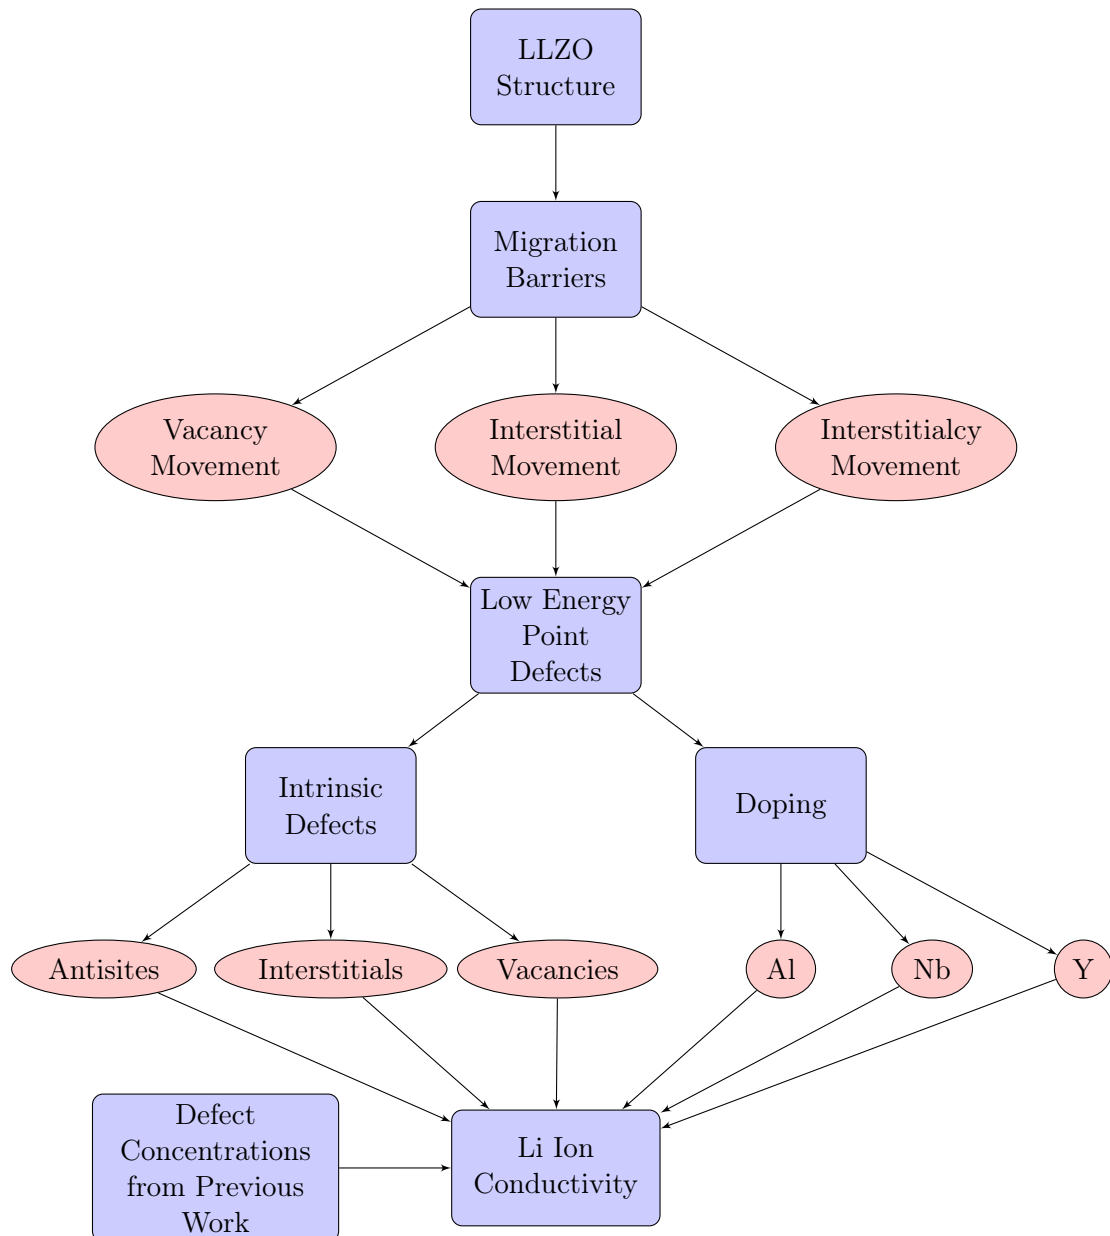 LLZO
Structure
Migration
Barriers
Vacancy
Movement
Interstitial
Movement
Interstitialcy
Movement
Low Energy
Point
Defects
Intrinsic
Defects
Doping
Antisites
Interstitials
Vacancies
Al
Nb
Y
Defect
Concentrations
from Previous
Work
Li Ion
Conductivity